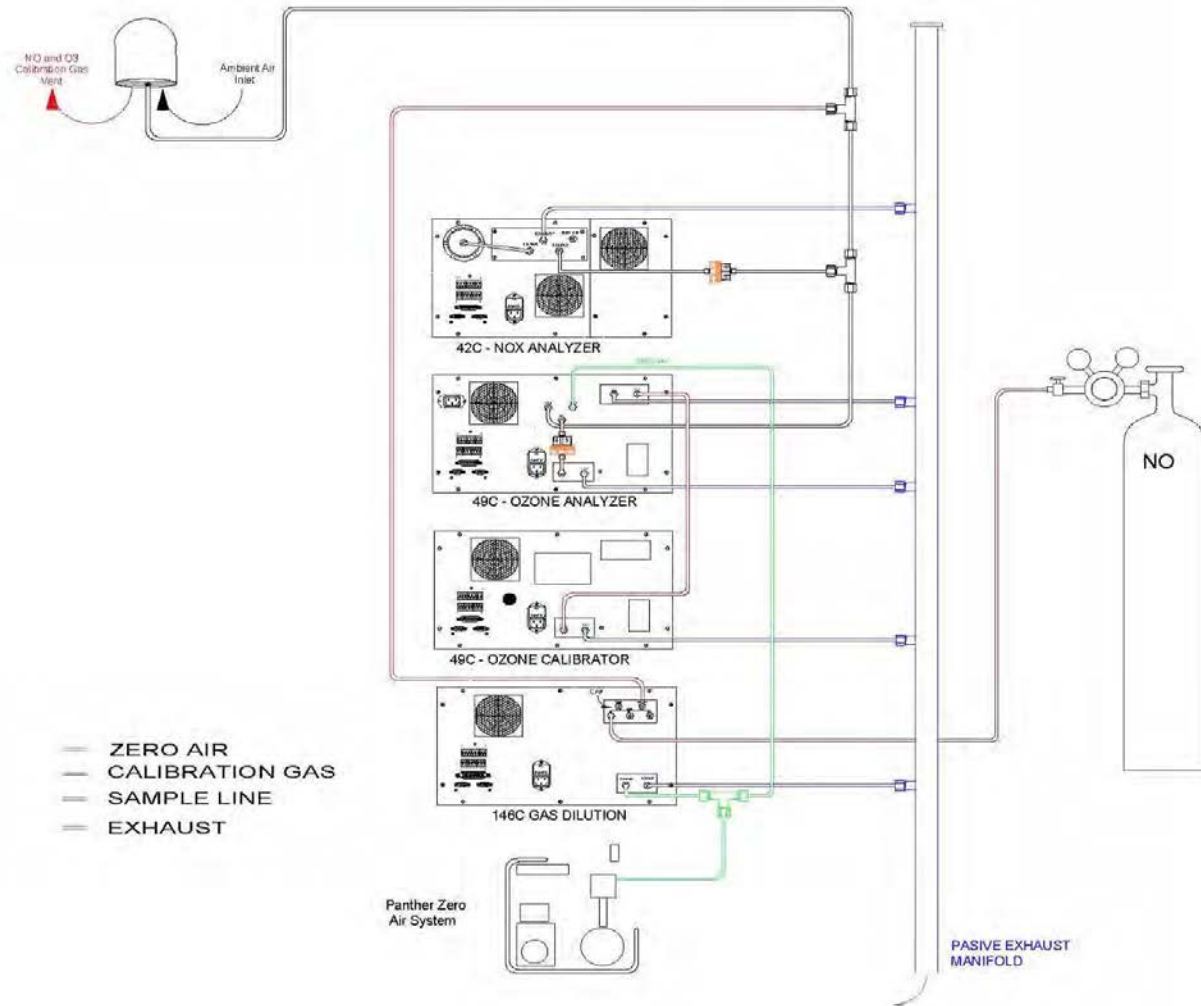 NO and O3
Calibration Gas
Vent
Ambient Air
Inlet
42C - NOX ANALYZER
49C - OZONE ANALYZER
NO
49C - OZONE CALIBRATOR
CAP
146C GAS DILUTION
ZERO AIR
CALIBRATION GAS
SAMPLE LINE
EXHAUST
Panther Zero
Air System
PASIVE EXHAUST
MANIFOLD